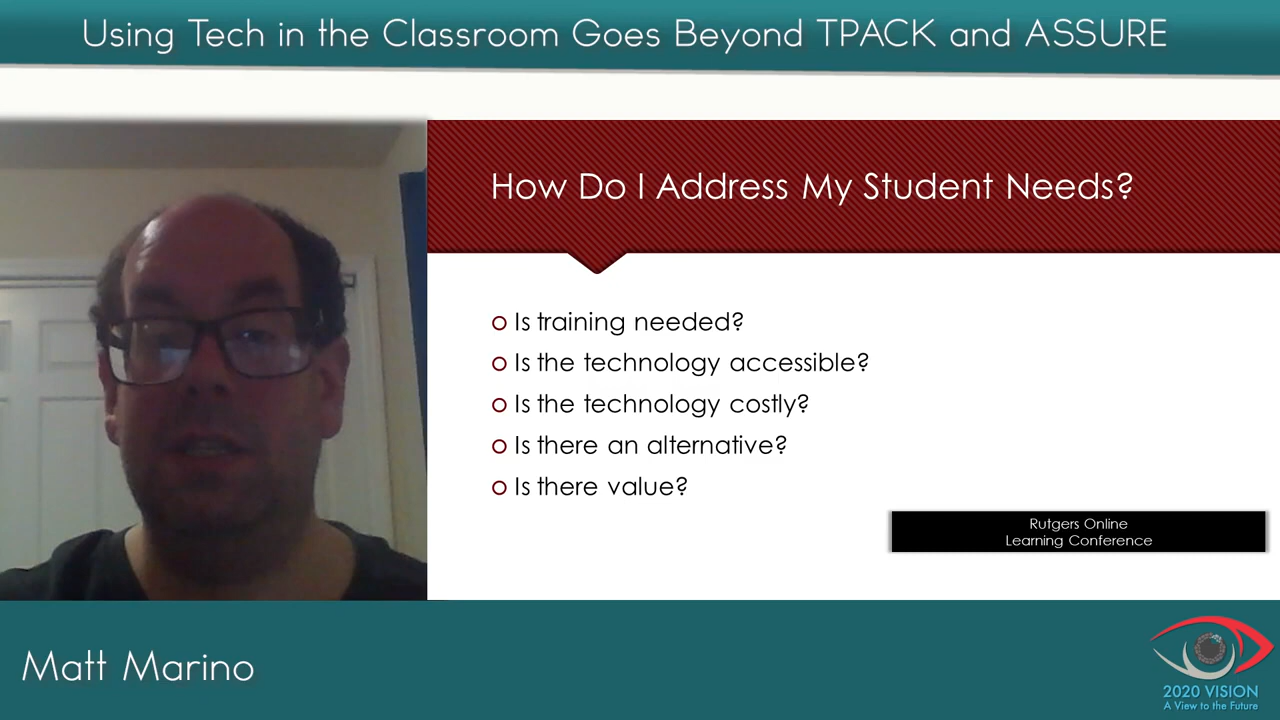 Using Tech in the Classroom Goes Beyond TPACK and ASSURE
How Do I Address My Student Needs?
Is training needed?
Is the technology accessible?
Is the technology costly?
Is there an alternative?
Is there value?
Rutgers Online
Learning Conference
Matt Marino
2020 VISION
A View to the Future